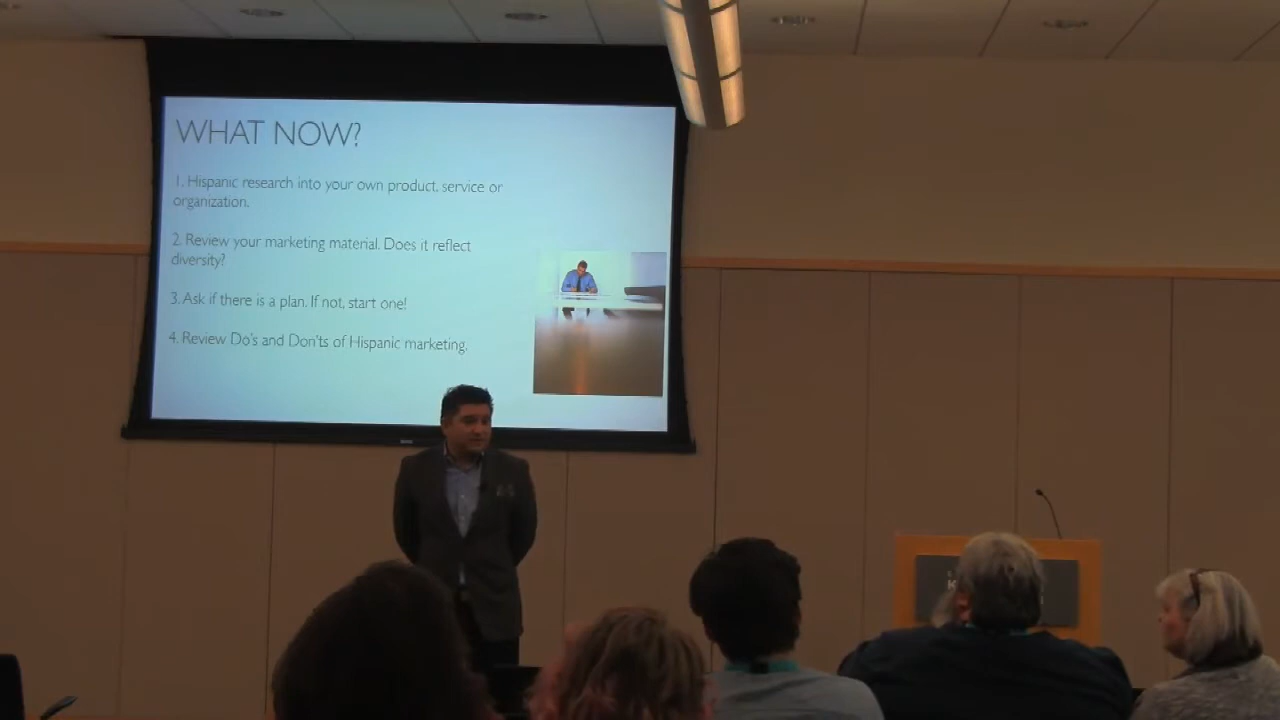 WHAT NOW?
1. Hispanic research into your own product, service or
organization.
2. Review your marketing material. Does it reflect
diversity?
3. Ask if there is a plan. If not, start one!
4. Review Do's and Don'ts of Hispanic marketing.